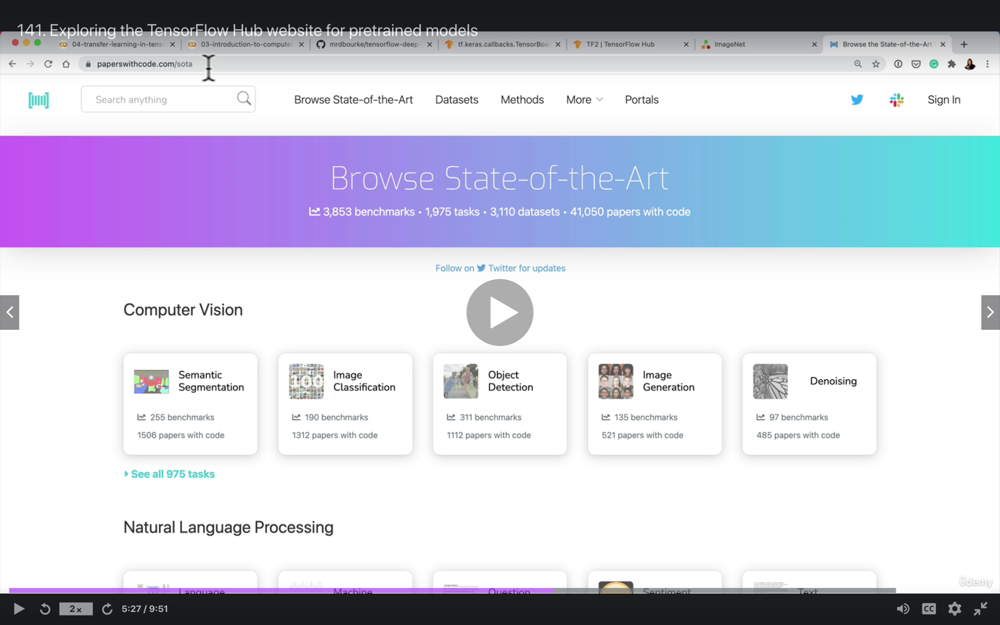 141. Exploring the TensorFlow Hub website for pretrained models
04-transfer-learning-in-tens
03-introduction-to-computer
mrdbourke/tensorflow-deep-
tf.keras.callbacks.TensorBoa
TF2 | TensorFlow Hub
ImageNet
Browse the State-of-the-Art
paperswithcode.com/sota
Search anything
Browse State-of-the-Art
Datasets
Methods
More
Portals
Sign In
Browse State-of-the-Art
3,853 benchmarks • 1,975 tasks • 3,110 datasets • 41,050 papers with code
Follow on Twitter for updates
Computer Vision
Semantic
Segmentation
255 benchmarks
1506 papers with code
100
Image
Classification
190 benchmarks
1312 papers with code
Object
Detection
311 benchmarks
1112 papers with code
Image
Generation
135 benchmarks
521 papers with code
Denoising
97 benchmarks
485 papers with code
See all 975 tasks
Natural Language Processing
Language
Machine
Question
Sentiment
Text
ûdemy
2x
5:27 / 9:51
CC